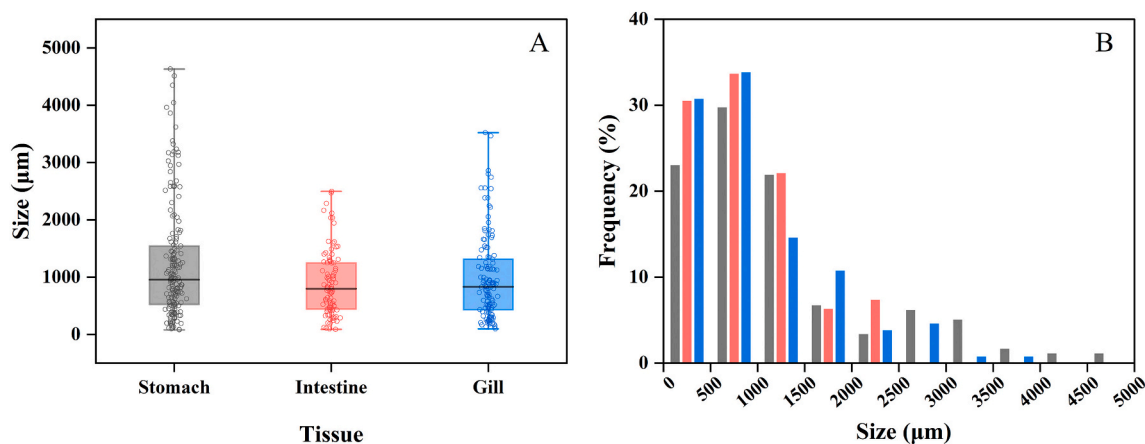 A
5000
4000
3000
2000
1000
0
Size (μm)
Stomach Intestine Gill
Tissue
B
40
30
20
10
0
Frequency (%)
0 500 1000 1500 2000 2500 3000 3500 4000 4500 5000
Size (μm)